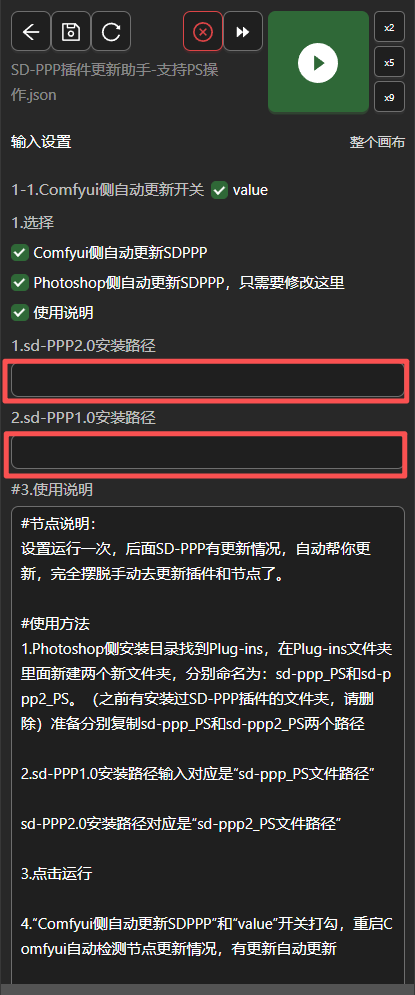 x2
SD-PPP插件更新助手-支持PS操
作.json
x5
x9
输入设置
整个画布
1-1.Comfyui侧自动更新开关 value
1.选择
Comfyui侧自动更新SDPPP
Photoshop侧自动更新SDPPP，只需要修改这里
使用说明
1.sd-PPP2.0安装路径
2.sd-PPP1.0安装路径
#3.使用说明
#节点说明：
设置运行一次，后面SD-PPP有更新情况，自动帮你更
新，完全摆脱手动去更新插件和节点了。
#使用方法
1.Photoshop侧安装目录找到Plug-ins，在Plug-ins文件夹
里面新建两个新文件夹，分别命名为：sd-ppp_PS和sd-p
pp2_PS。（之前有安装过SD-PPP插件的文件夹，请删
除）准备分别复制sd-ppp_PS和sd-ppp2_PS两个路径
2.sd-PPP1.0安装路径输入对应是“sd-ppp_PS文件路径”
sd-PPP2.0安装路径对应是“sd-ppp2_PS文件路径”
3.点击运行
4.“Comfyui侧自动更新SDPPP”和“value”开关打勾，重启C
omfyui自动检测节点更新情况，有更新自动更新